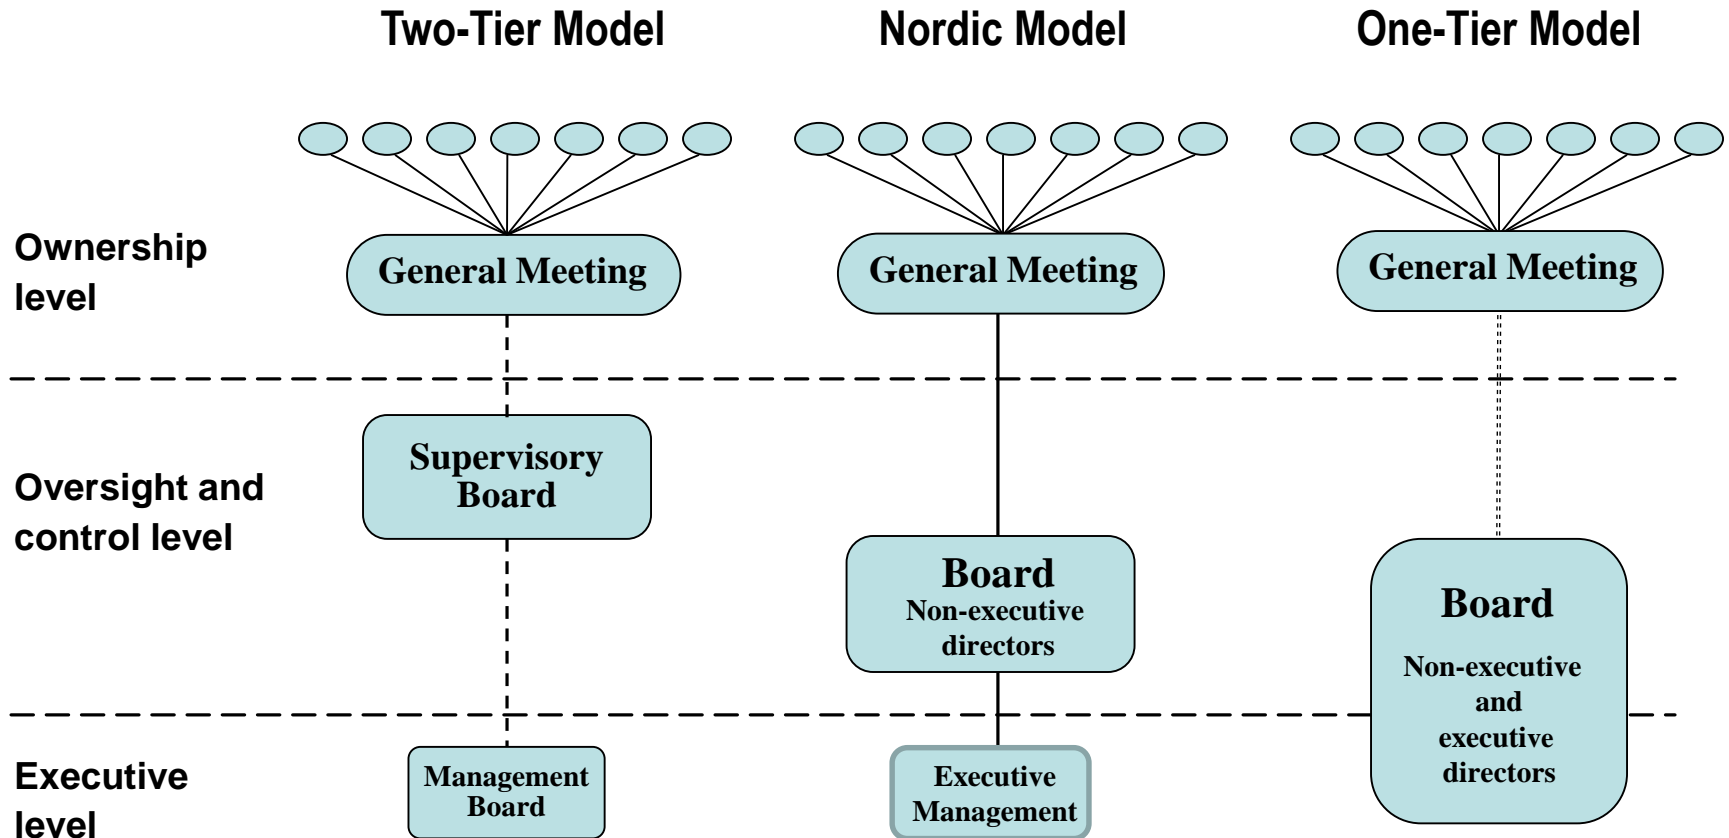 Two-Tier Model
Nordic Model
One-Tier Model
Ownership
level
General Meeting
General Meeting
General Meeting
Oversight and
control level
Supervisory
Board
Board
Non-executive
directors
Board
Non-executive
and
executive
directors
Executive
level
Management
Board
Executive
Management